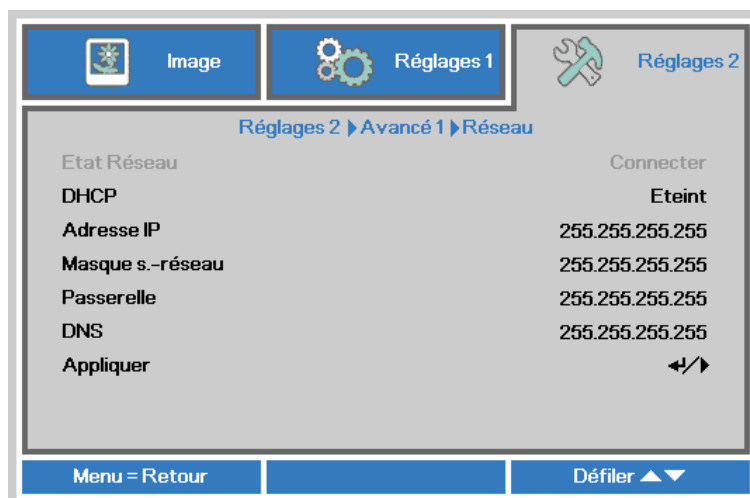 Image
Réglages 1
Réglages 2
Réglages 2 ▶ Avancé 1 ▶ Réseau
Etat Réseau Connecter
DHCP Eteint
Adresse IP 255.255.255.255
Masque s.-réseau 255.255.255.255
Passerelle 255.255.255.255
DNS 255.255.255.255
Appliquer ↵/▶
Menu = Retour
Défiler ▲▼